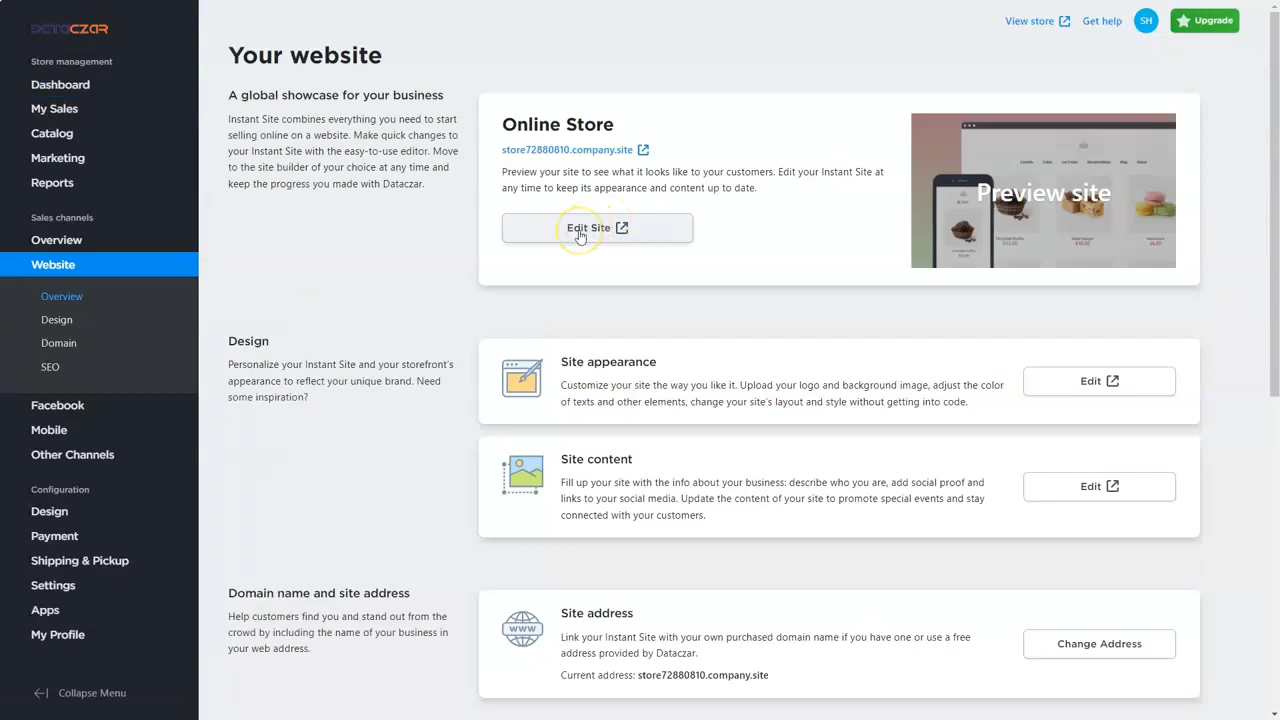 DATACZAR
Store management
Dashboard
My Sales
Catalog
Marketing
Reports
Sales channels
Overview
Website
Overview
Design
Domain
SEO
Facebook
Mobile
Other Channels
Configuration
Design
Payment
Shipping & Pickup
Settings
Apps
My Profile
Collapse Menu
View store
Get help
SH
Upgrade
Your website
A global showcase for your business
Instant Site combines everything you need to start
selling online on a website. Make quick changes to
your Instant Site with the easy-to-use editor. Move
to the site builder of your choice at any time and
keep the progress you made with Dataczar.
Online Store
store72880810.company.site
Preview your site to see what it looks like to your customers. Edit your Instant Site at
any time to keep its appearance and content up to date.
Edit Site
Preview site
Design
Personalize your Instant Site and your storefront's
appearance to reflect your unique brand. Need
some inspiration?
Site appearance
Customize your site the way you like it. Upload your logo and background image, adjust the color
of texts and other elements, change your site's layout and style without getting into code.
Edit
Site content
Fill up your site with the info about your business: describe who you are, add social proof and
links to your social media. Update the content of your site to promote special events and stay
connected with your customers.
Edit
Domain name and site address
Help customers find you and stand out from the
crowd by including the name of your business in
your web address.
WWW
Site address
Link your Instant Site with your own purchased domain name if you have one or use a free
address provided by Dataczar.
Current address: store72880810.company.site
Change Address